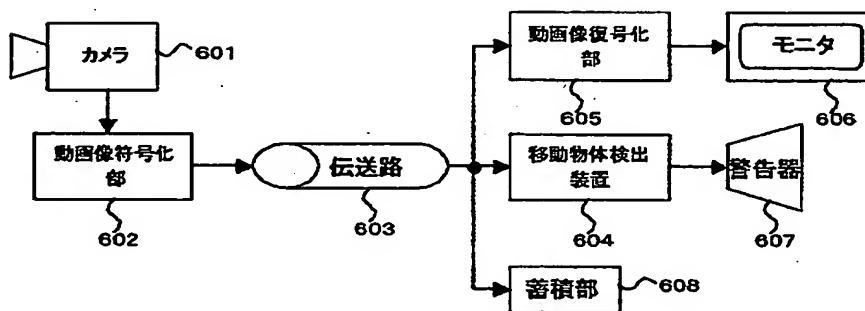 カメラ
601
動画像符号化
部
602
伝送路
603
動画像復号化
部
605
モニタ
606
移動物体検出
装置
604
警告器
607
蓄積部
608